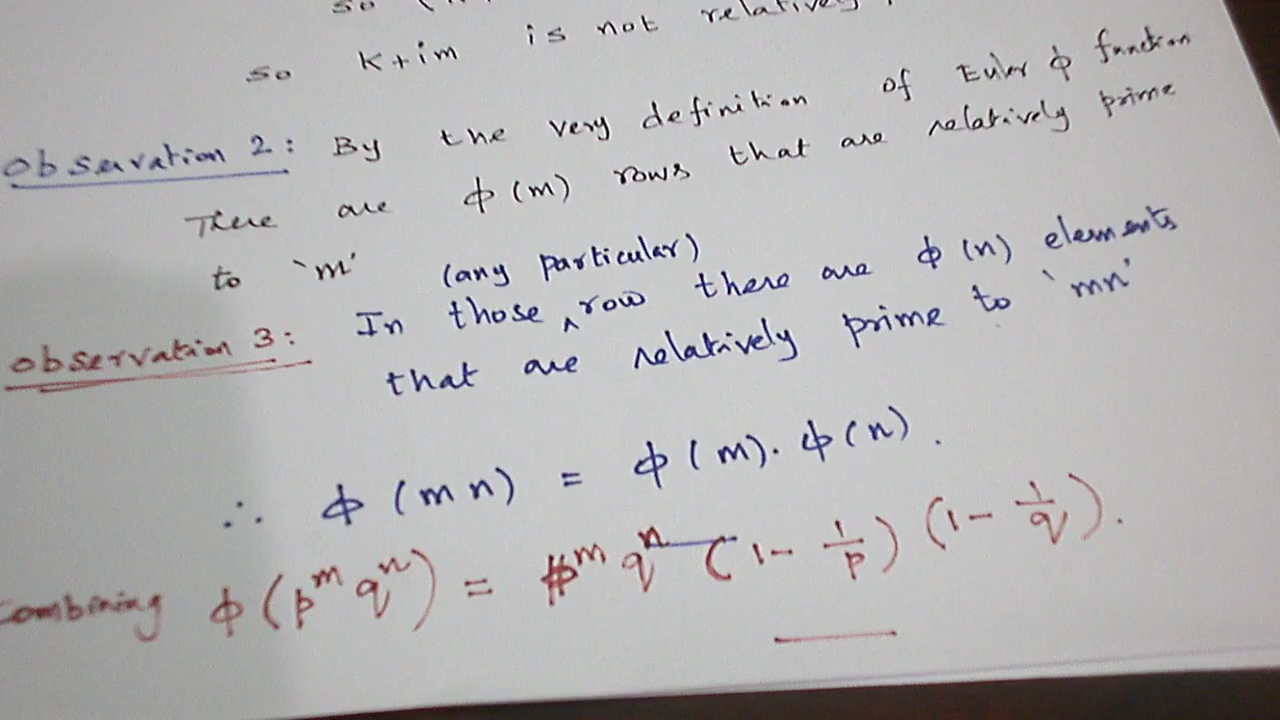 so
so k+im is not relatively
Observation 2: By the very definition of Euler ϕ function
There are ϕ(m) rows that are relatively prime
to 'm'
(any particular)
Observation 3: In those ^ row there are ϕ(n) elements
that are relatively prime to 'mn'
∴ ϕ(mn) = ϕ(m).ϕ(n).
Combining ϕ(p^m q^n) = p^m q^n (1- 1/p) (1- 1/q).